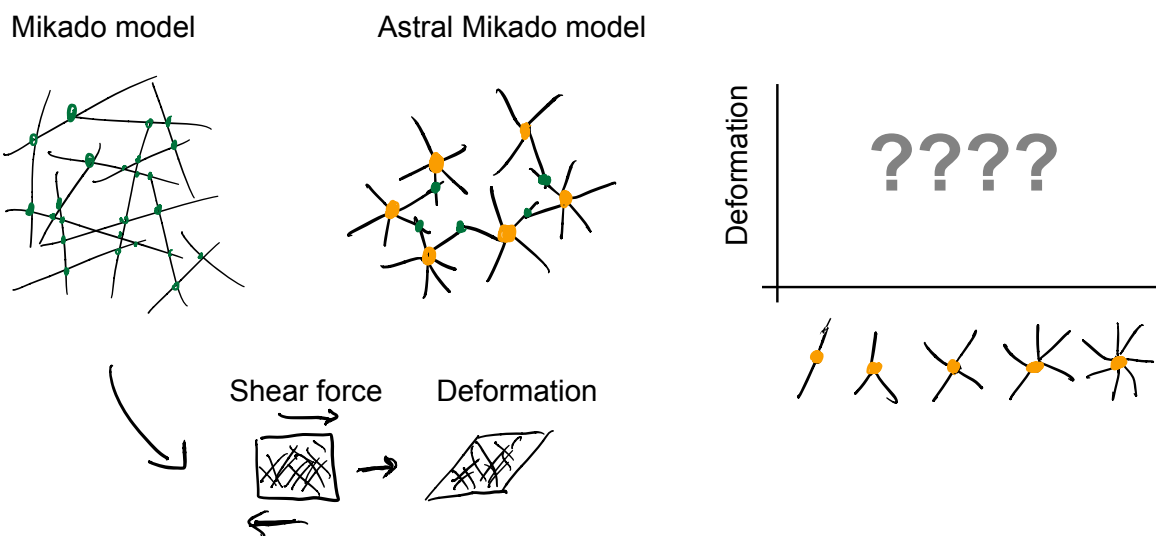 Mikado model
Astral Mikado model
Deformation
????
Shear force
Deformation